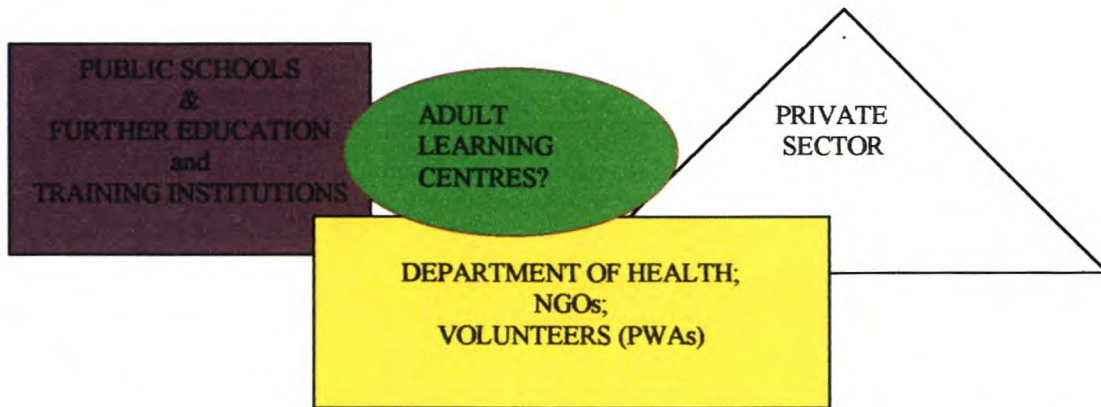 PUBLIC SCHOOLS
&
FURTHER EDUCATION
and
TRAINING INSTITUTIONS
ADULT
LEARNING
CENTRES?
PRIVATE
SECTOR
DEPARTMENT OF HEALTH;
NGOs;
VOLUNTEERS (PWAs)